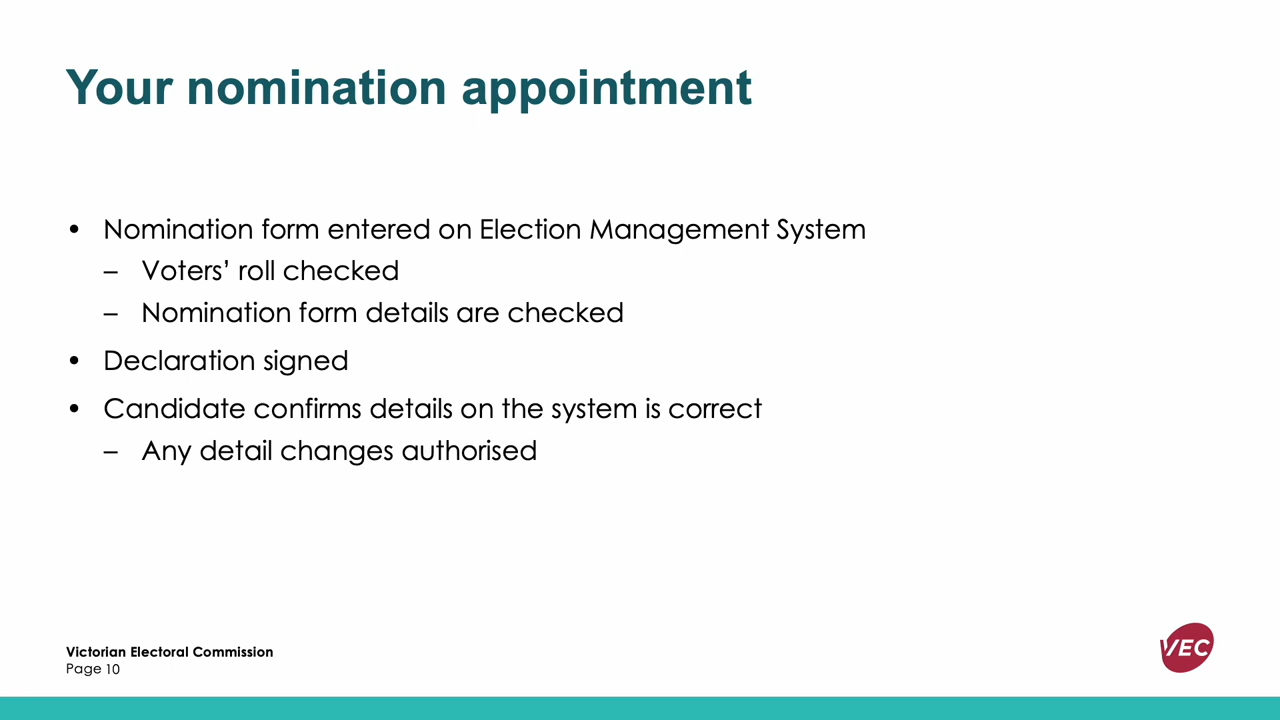 Your nomination appointment
• Nomination form entered on Election Management System
– Voters’ roll checked
– Nomination form details are checked
• Declaration signed
• Candidate confirms details on the system is correct
– Any detail changes authorised
Victorian Electoral Commission
Page 10
VEC